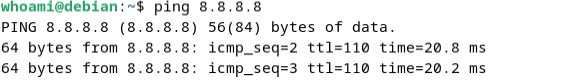 whoami@debian:~$ ping 8.8.8.8
PING 8.8.8.8 (8.8.8.8) 56(84) bytes of data.
64 bytes from 8.8.8.8: icmp_seq=2 ttl=110 time=20.8 ms
64 bytes from 8.8.8.8: icmp_seq=3 ttl=110 time=20.2 ms